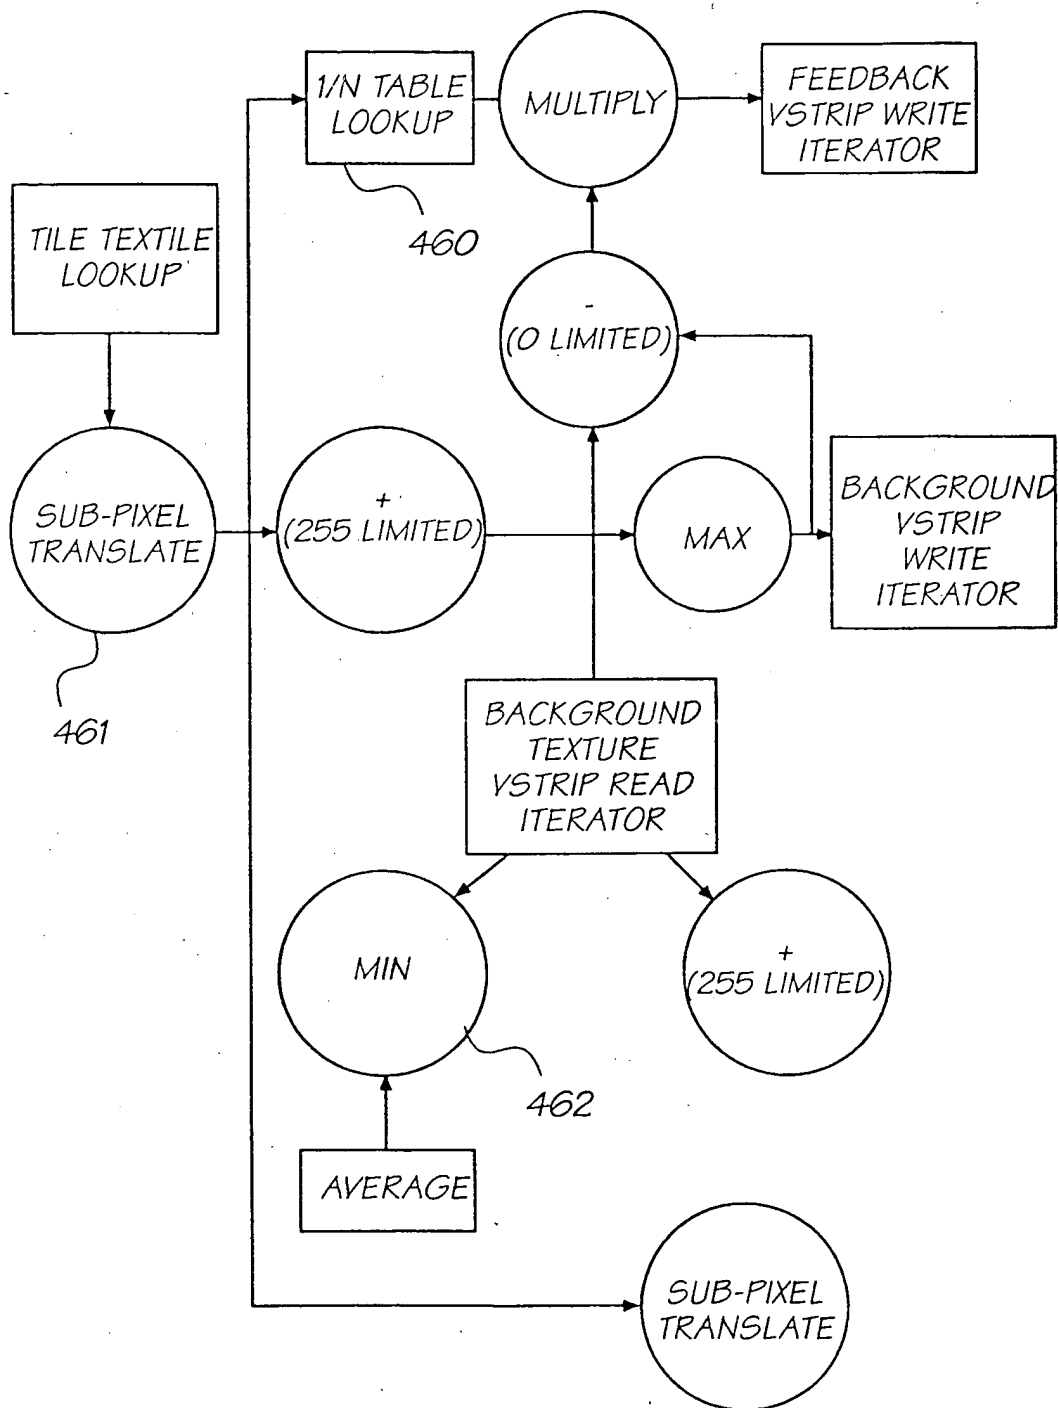 1/N TABLE
LOOKUP
MULTIPLY
FEEDBACK
VSTRIP WRITE
ITERATOR
460
TILE TEXTILE
LOOKUP
-
(0 LIMITED)
SUB-PIXEL
TRANSLATE
461
+
(255 LIMITED)
MAX
BACKGROUND
VSTRIP
WRITE
ITERATOR
BACKGROUND
TEXTURE
VSTRIP READ
ITERATOR
MIN
462
+
(255 LIMITED)
AVERAGE
SUB-PIXEL
TRANSLATE